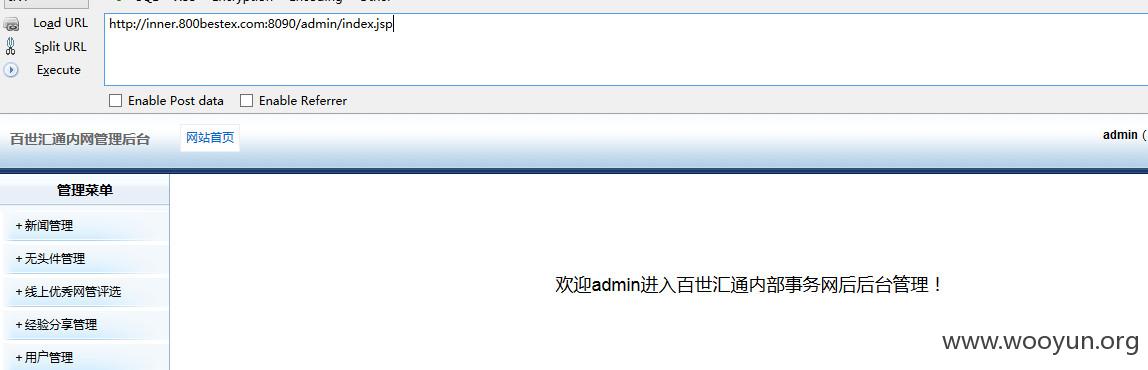 Load URL
http://inner.800bestex.com:8090/admin/index.jsp
Split URL
Execute
Enable Post data
Enable Referrer
百世汇通内网管理后台
网站首页
admin (
管理菜单
+ 新闻管理
+ 无头件管理
+ 线上优秀网管评选
+ 经验分享管理
+ 用户管理
欢迎admin进入百世汇通内部事务网后后台管理！
www.wooyun.org